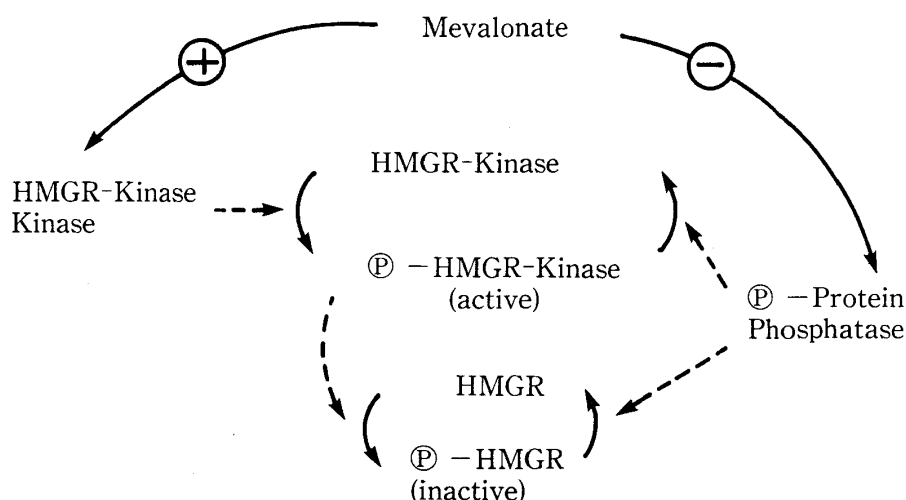 Mevalonate
+
−
HMGR-Kinase
HMGR-Kinase
Kinase
Ⓟ −HMGR-Kinase
(active)
Ⓟ −Protein
Phosphatase
HMGR
Ⓟ −HMGR
(inactive)